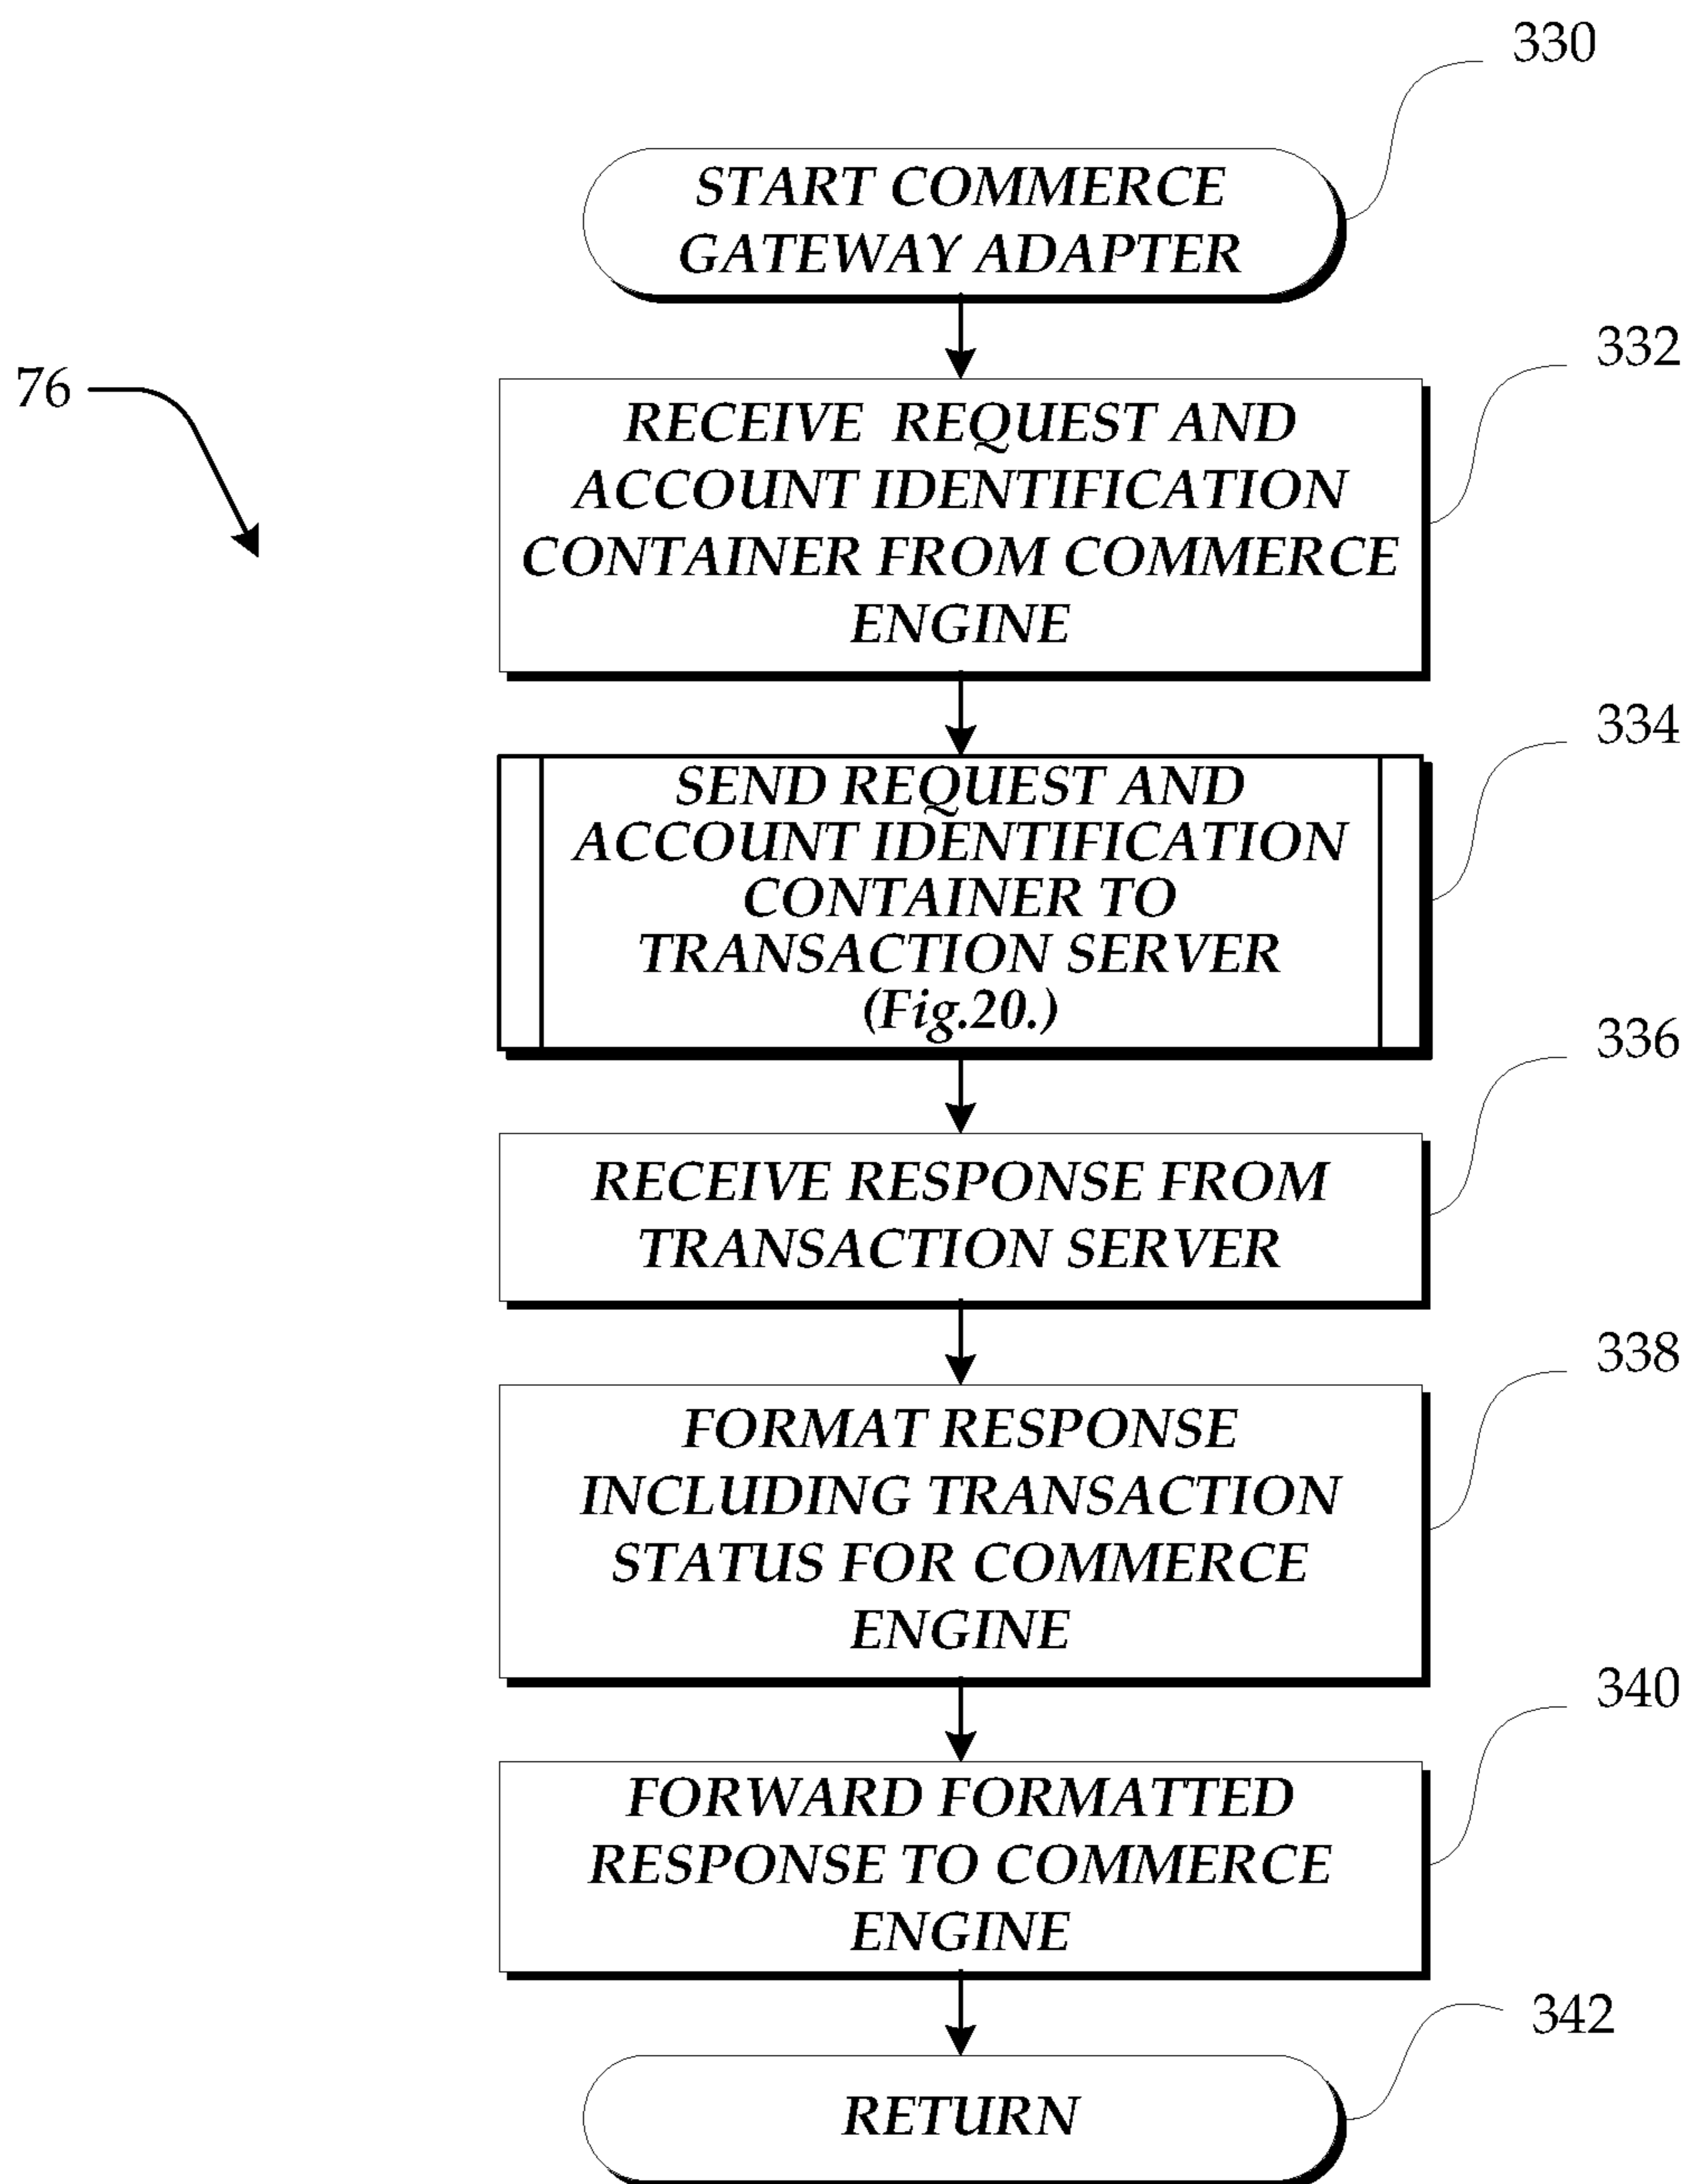 330
START COMMERCE
GATEWAY ADAPTER
332
76
RECEIVE REQUEST AND
ACCOUNT IDENTIFICATION
CONTAINER FROM COMMERCE
ENGINE
334
SEND REQUEST AND
ACCOUNT IDENTIFICATION
CONTAINER TO
TRANSACTION SERVER
(Fig.20.)
336
RECEIVE RESPONSE FROM
TRANSACTION SERVER
338
FORMAT RESPONSE
INCLUDING TRANSACTION
STATUS FOR COMMERCE
ENGINE
340
FORWARD FORMATTED
RESPONSE TO COMMERCE
ENGINE
342
RETURN